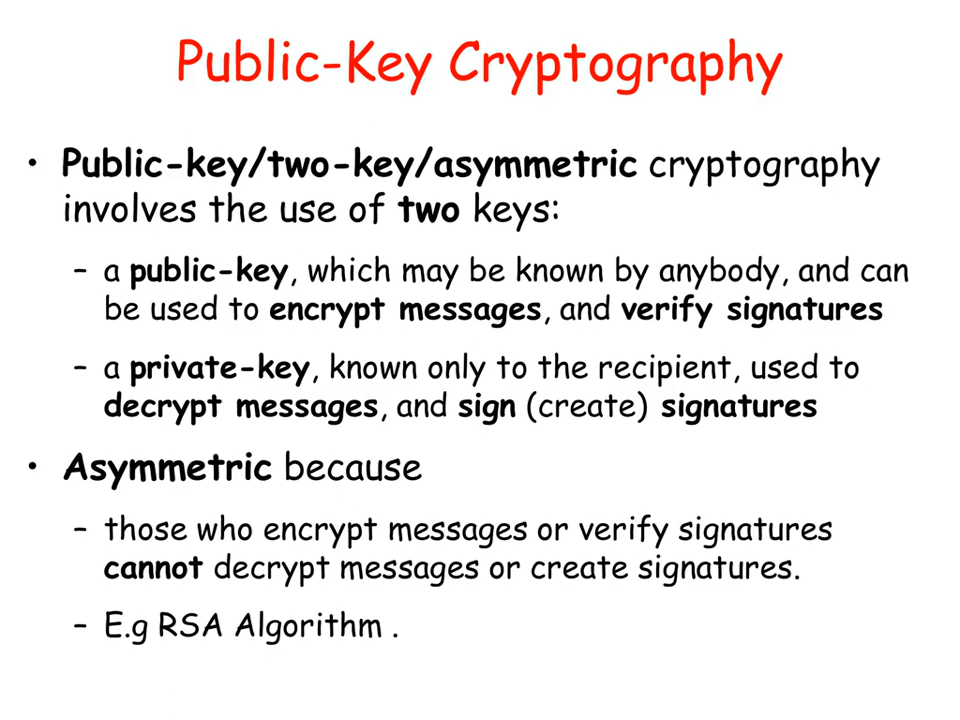 Public-Key Cryptography
• Public-key/two-key/asymmetric cryptography
involves the use of two keys:
– a public-key, which may be known by anybody, and can
be used to encrypt messages, and verify signatures
– a private-key, known only to the recipient, used to
decrypt messages, and sign (create) signatures
• Asymmetric because
– those who encrypt messages or verify signatures
cannot decrypt messages or create signatures.
– E.g RSA Algorithm .